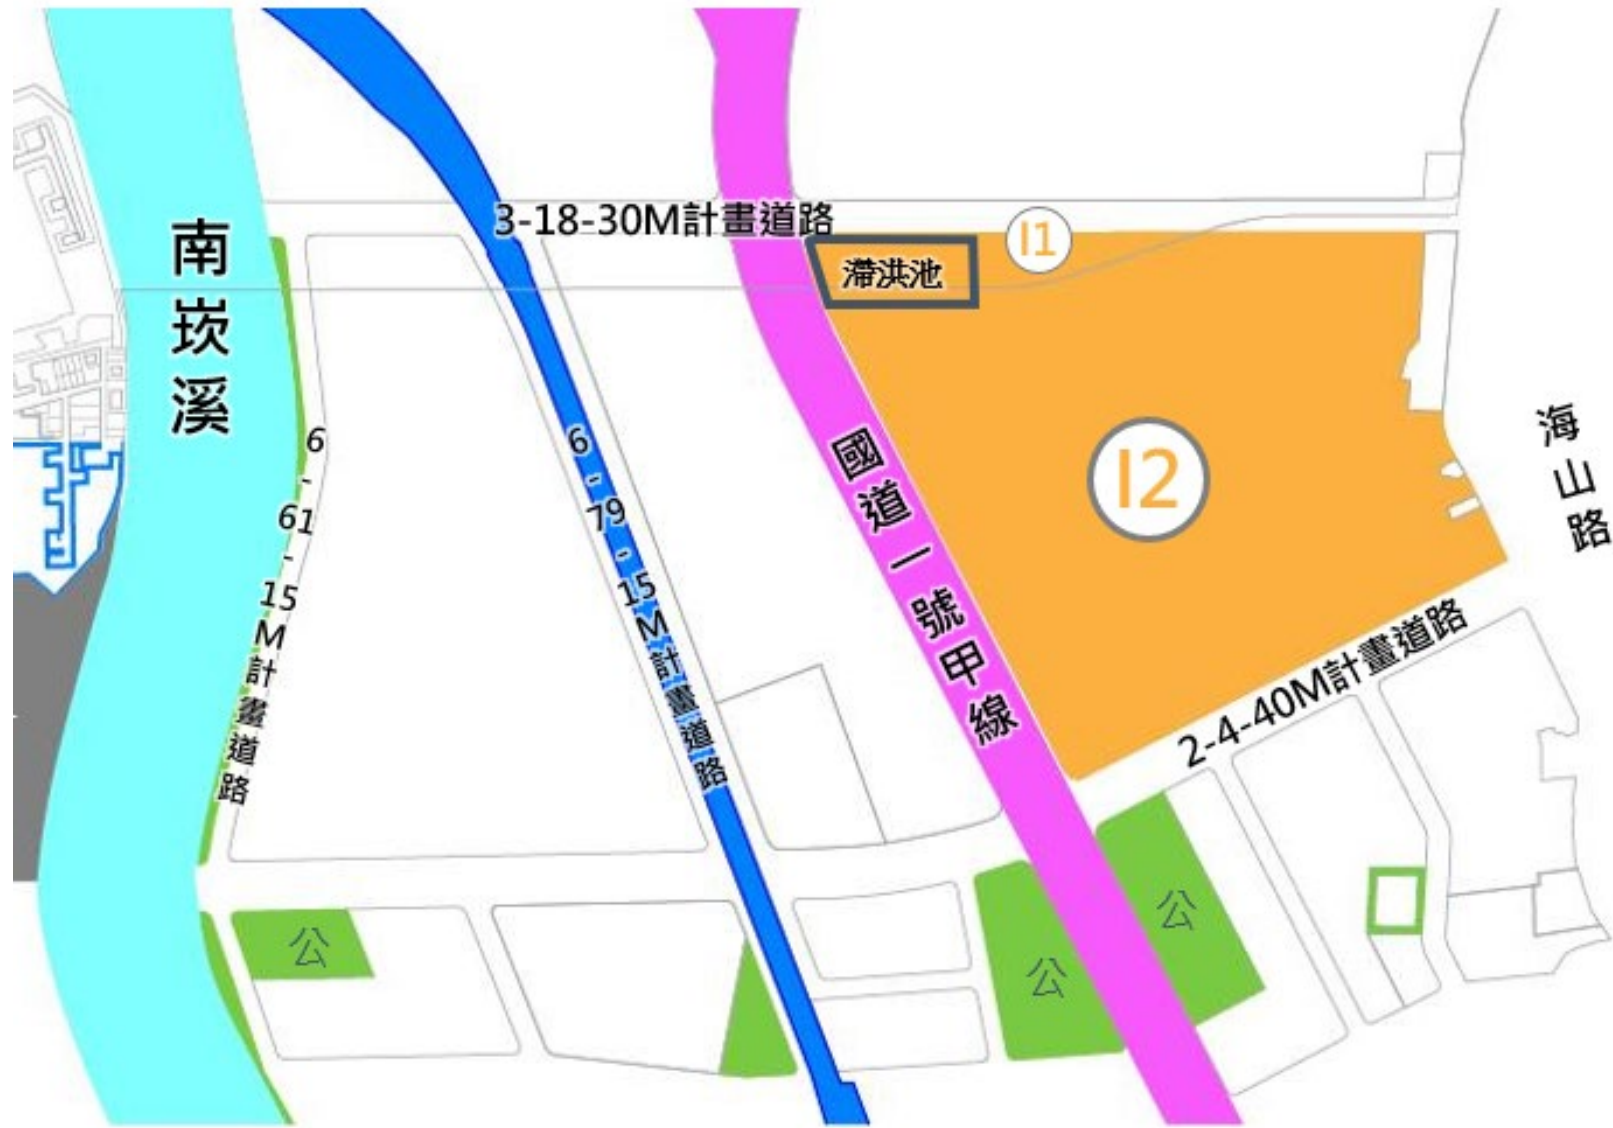 3-18-30M計畫道路
I1
滯洪池
南崁溪
6-61-15M計畫道路
6-79-15M計畫道路
國道一號甲線
I2
海山路
2-4-40M計畫道路
公
公
公